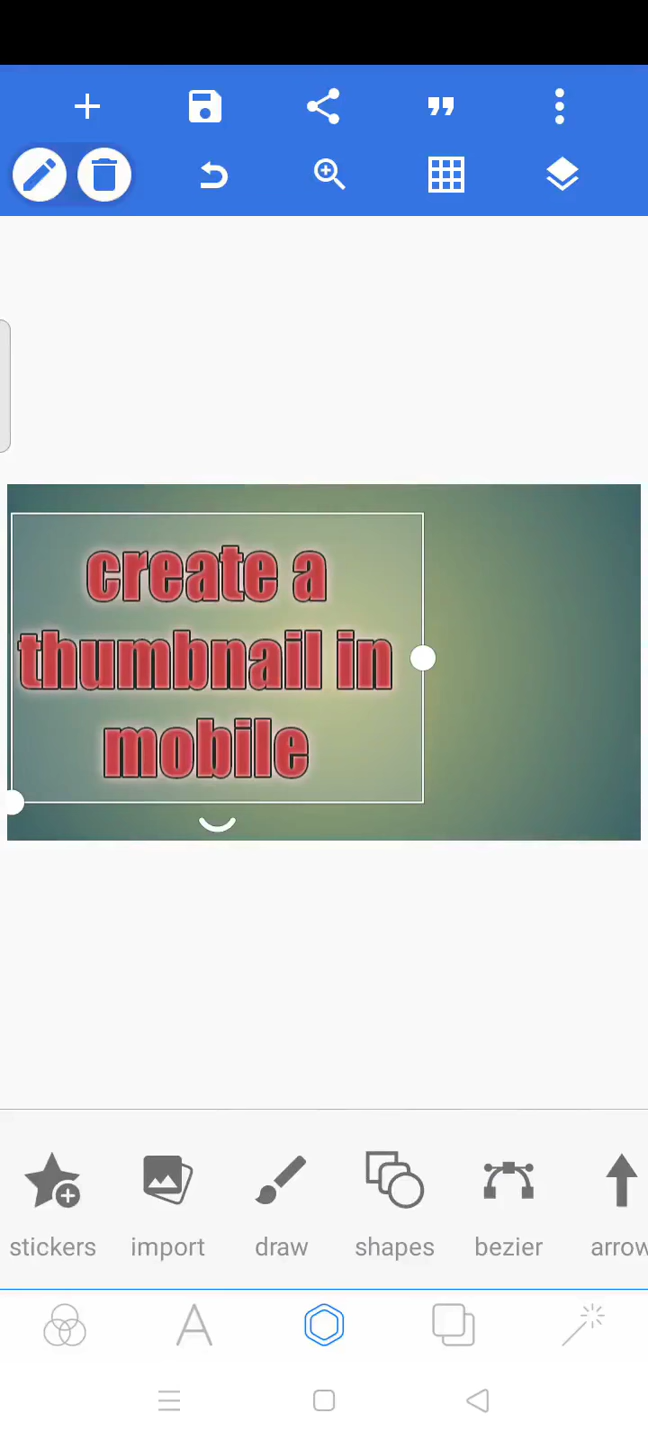 create a
thumbnail in
mobile
stickers
import
draw
shapes
bezier
arrow